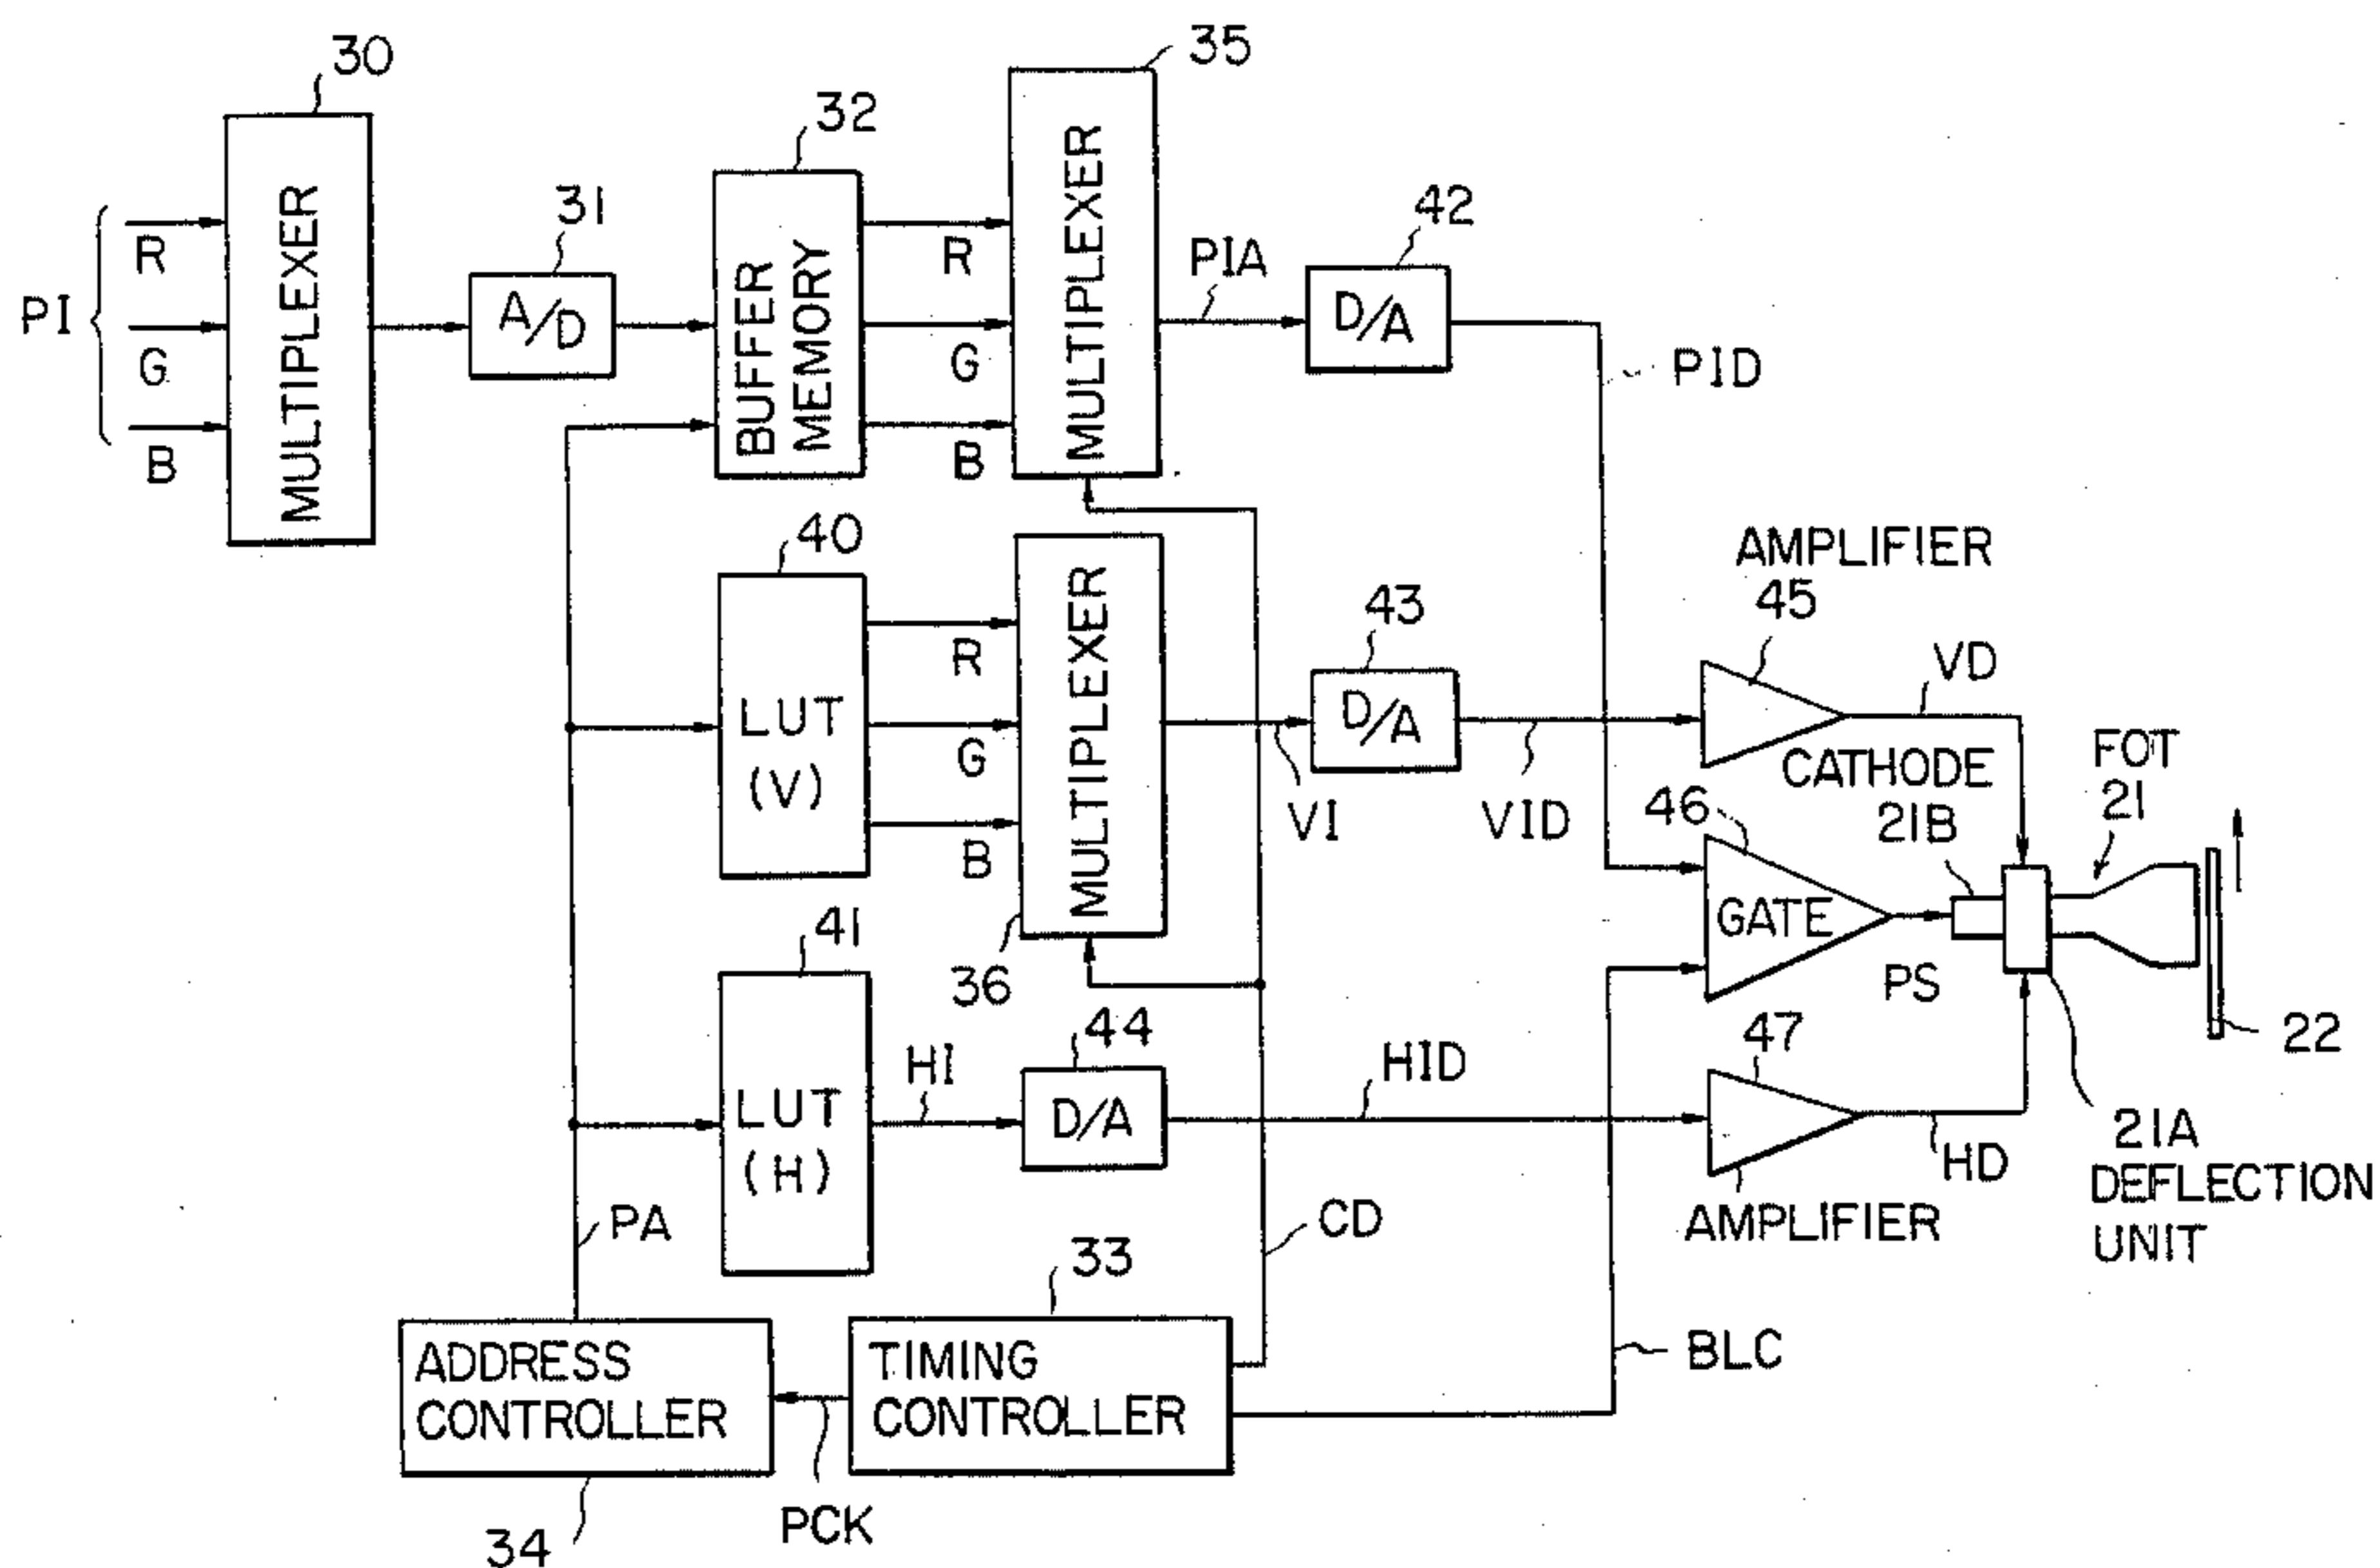 30
35
32
31
42
PI
R
G
B
MULTIPLEXER
A/D
BUFFER
MEMORY
R
G
B
MULTIPLEXER
PIA
D/A
PID
40
LUT
(V)
R
G
B
MULTIPLEXER
36
43
D/A
VI
VID
AMPLIFIER
45
VD
CATHODE
21B
FOT
21
46
GATE
PS
22
41
LUT
(H)
HI
44
D/A
HID
47
HD
AMPLIFIER
21A
DEFLECTION
UNIT
PA
CD
33
BLC
ADDRESS
CONTROLLER
TIMING
CONTROLLER
PCK
34